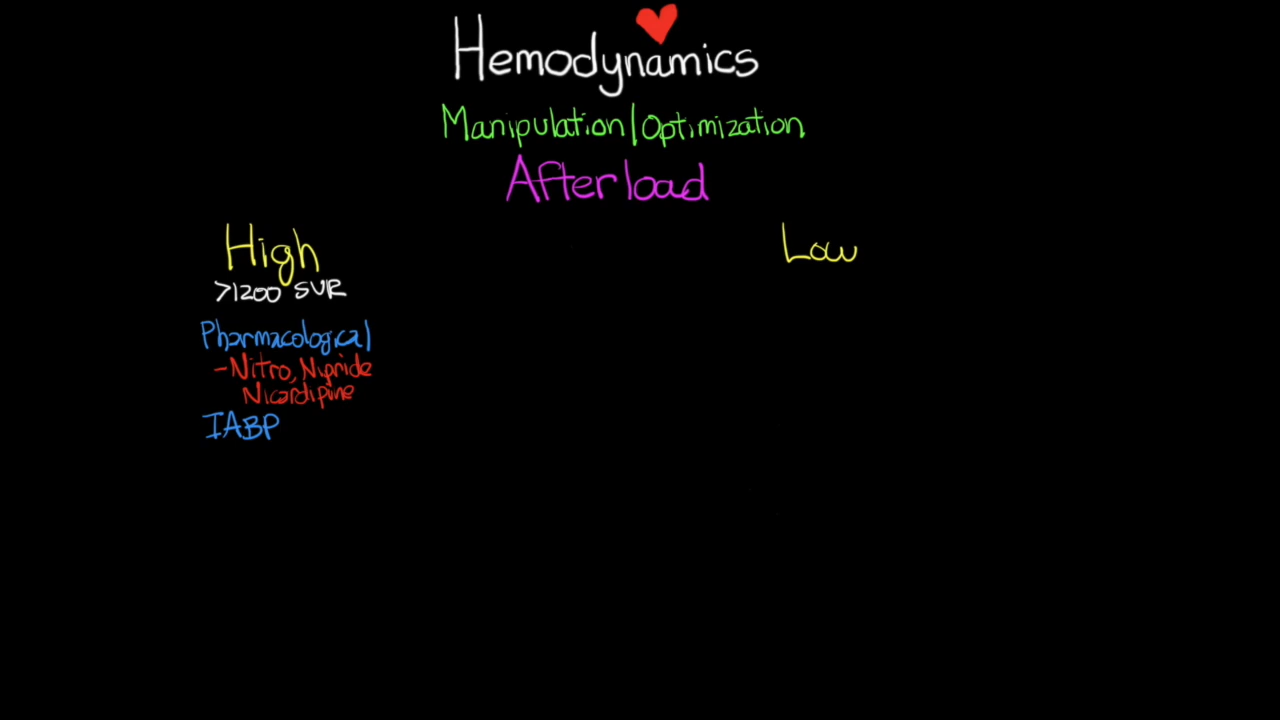 Hemodynamics
Manipulation/Optimization
Afterload
High
Low
>1200 SVR
Pharmacological
-Nitro, Nipride
Nicardipine
IABP